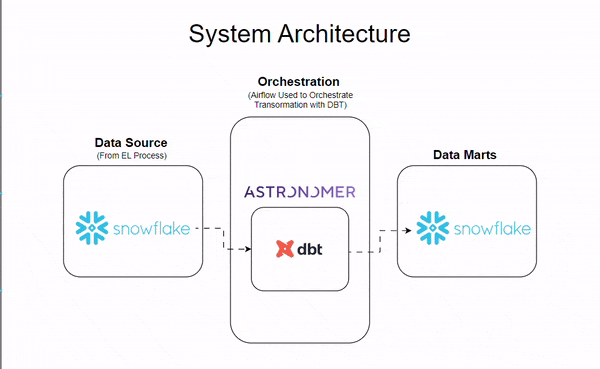 System Architecture
Orchestration
(Airflow Used to Orchestrate
Transormation with DBT)
Data Source
(From EL Process)
Data Marts
ASTRONOMER
snowflake
dbt
snowflake